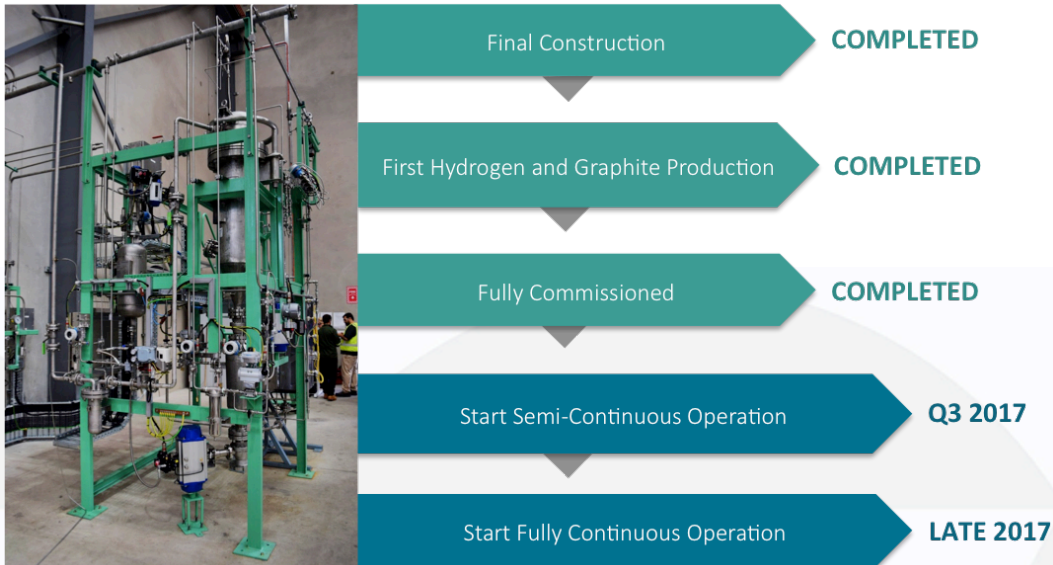 Final Construction
COMPLETED
First Hydrogen and Graphite Production
COMPLETED
Fully Commissioned
COMPLETED
Start Semi-Continuous Operation
Q3 2017
Start Fully Continuous Operation
LATE 2017